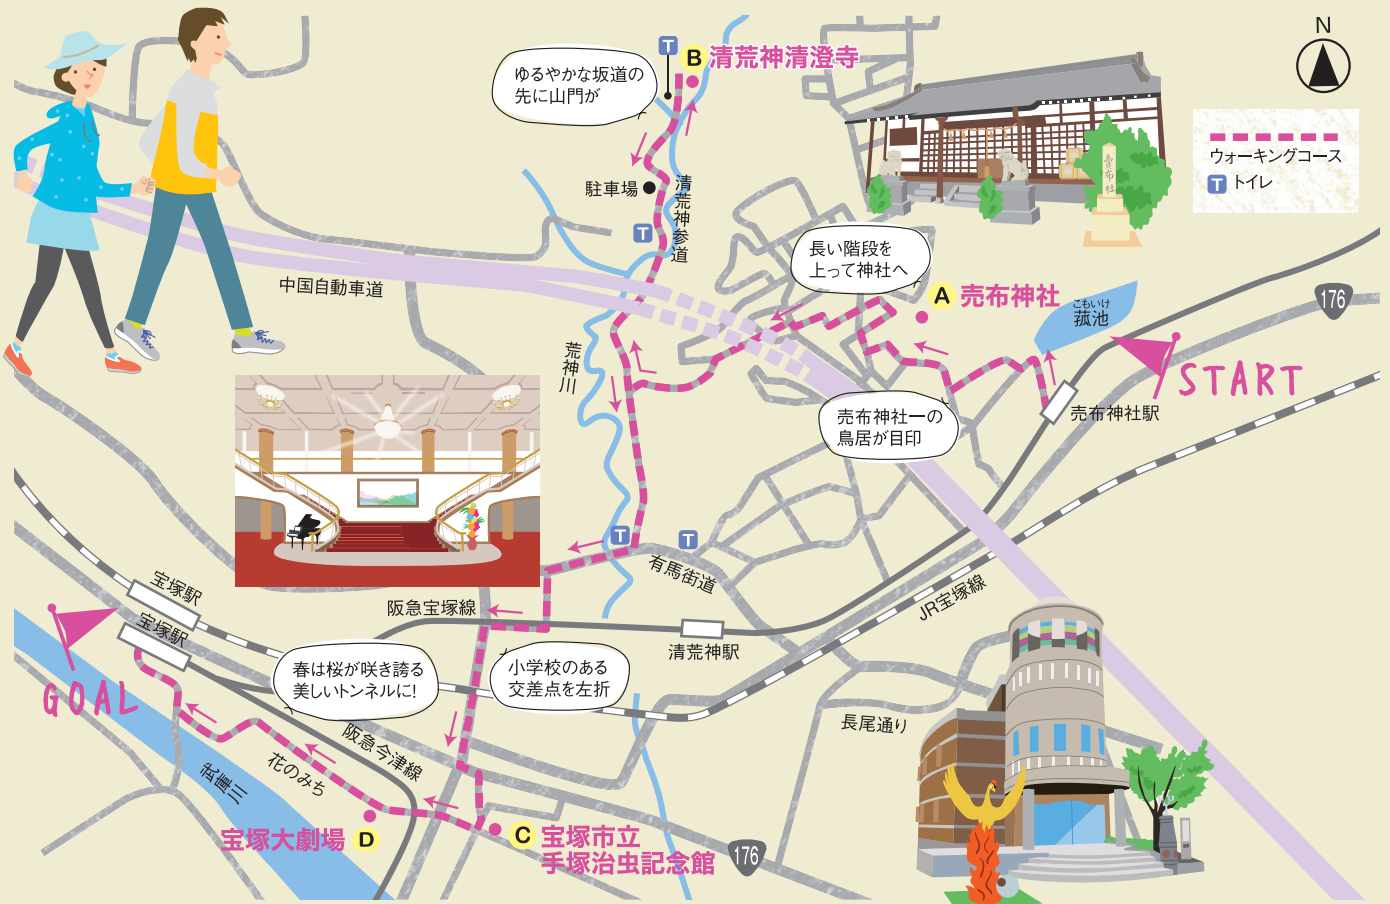 N
T
B 清荒神清澄寺
ゆるやかな坂道の
先に山門が
ウォーキングコース
T トイレ
駐車場
清荒神参道
T
売布社
長い階段を
上って神社へ
A 売布神社
こもいけ
菰池
176
中国自動車道
荒神川
START
売布神社駅
売布神社一の
鳥居が目印
T
T
有馬街道
JR宝塚線
宝塚駅
宝塚駅
阪急宝塚線
清荒神駅
春は桜が咲き誇る
美しいトンネルに!
小学校のある
交差点を左折
GOAL
長尾通り
阪急今津線
花のみち
武庫川
宝塚大劇場 D
C 宝塚市立
手塚治虫記念館
176